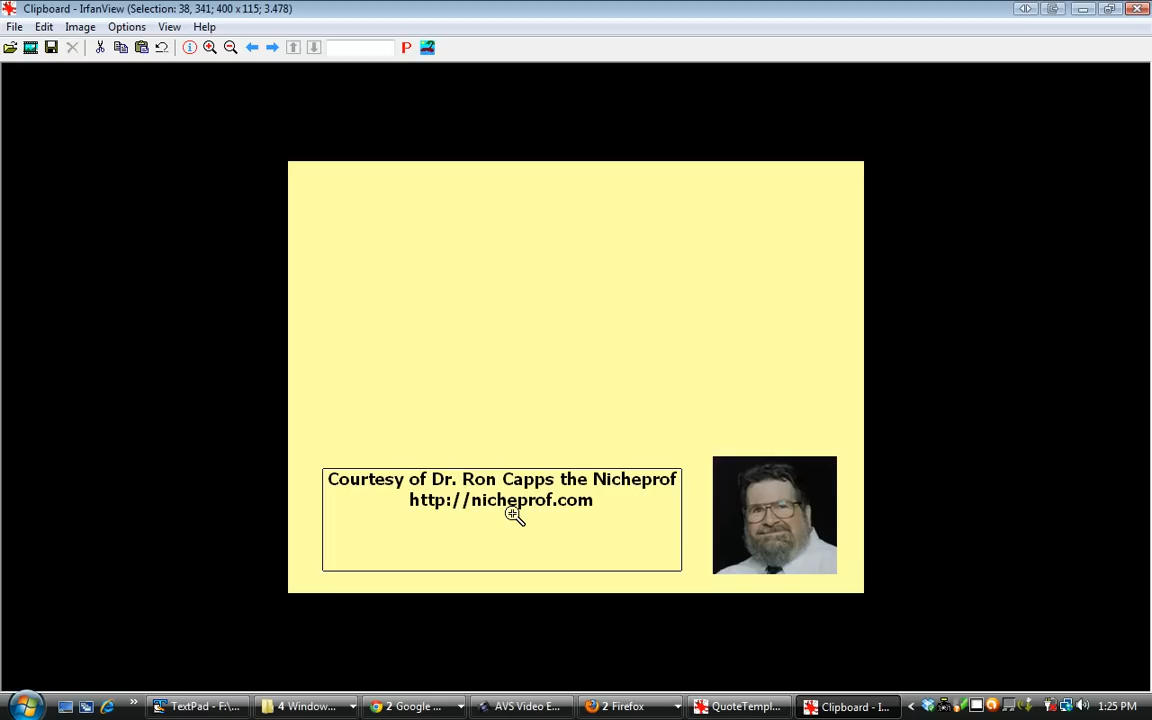 Clipboard - IrfanView (Selection: 38, 341; 400 x 115; 3.478)
File Edit Image Options View Help
P
Courtesy of Dr. Ron Capps the Nicheprof
http://nicheprof.com
TextPad - F:\...
4 Window...
2 Google ...
AVS Video E...
2 Firefox
QuoteTempl...
Clipboard - I...
1:25 PM